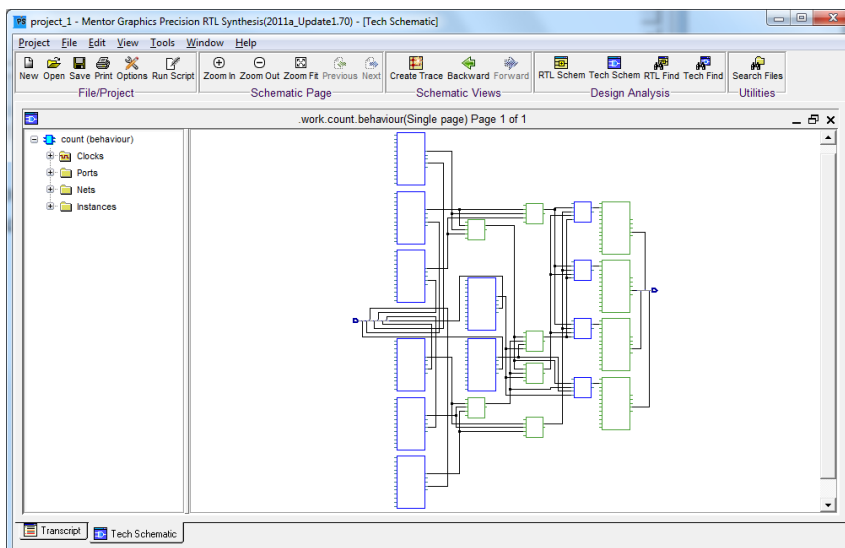 project_1 - Mentor Graphics Precision RTL Synthesis(2011a_Update1.70) - [Tech Schematic]
Project File Edit View Tools Window Help
New Open Save Print Options Run Script Zoom In Zoom Out Zoom Fit Previous Next Create Trace Backward Forward RTL Schem Tech Schem RTL Find Tech Find Search Files
File/Project Schematic Page Schematic Views Design Analysis Utilities
.work.count.behaviour(Single page) Page 1 of 1
count (behaviour)
Clocks
Ports
Nets
Instances
Transcript Tech Schematic